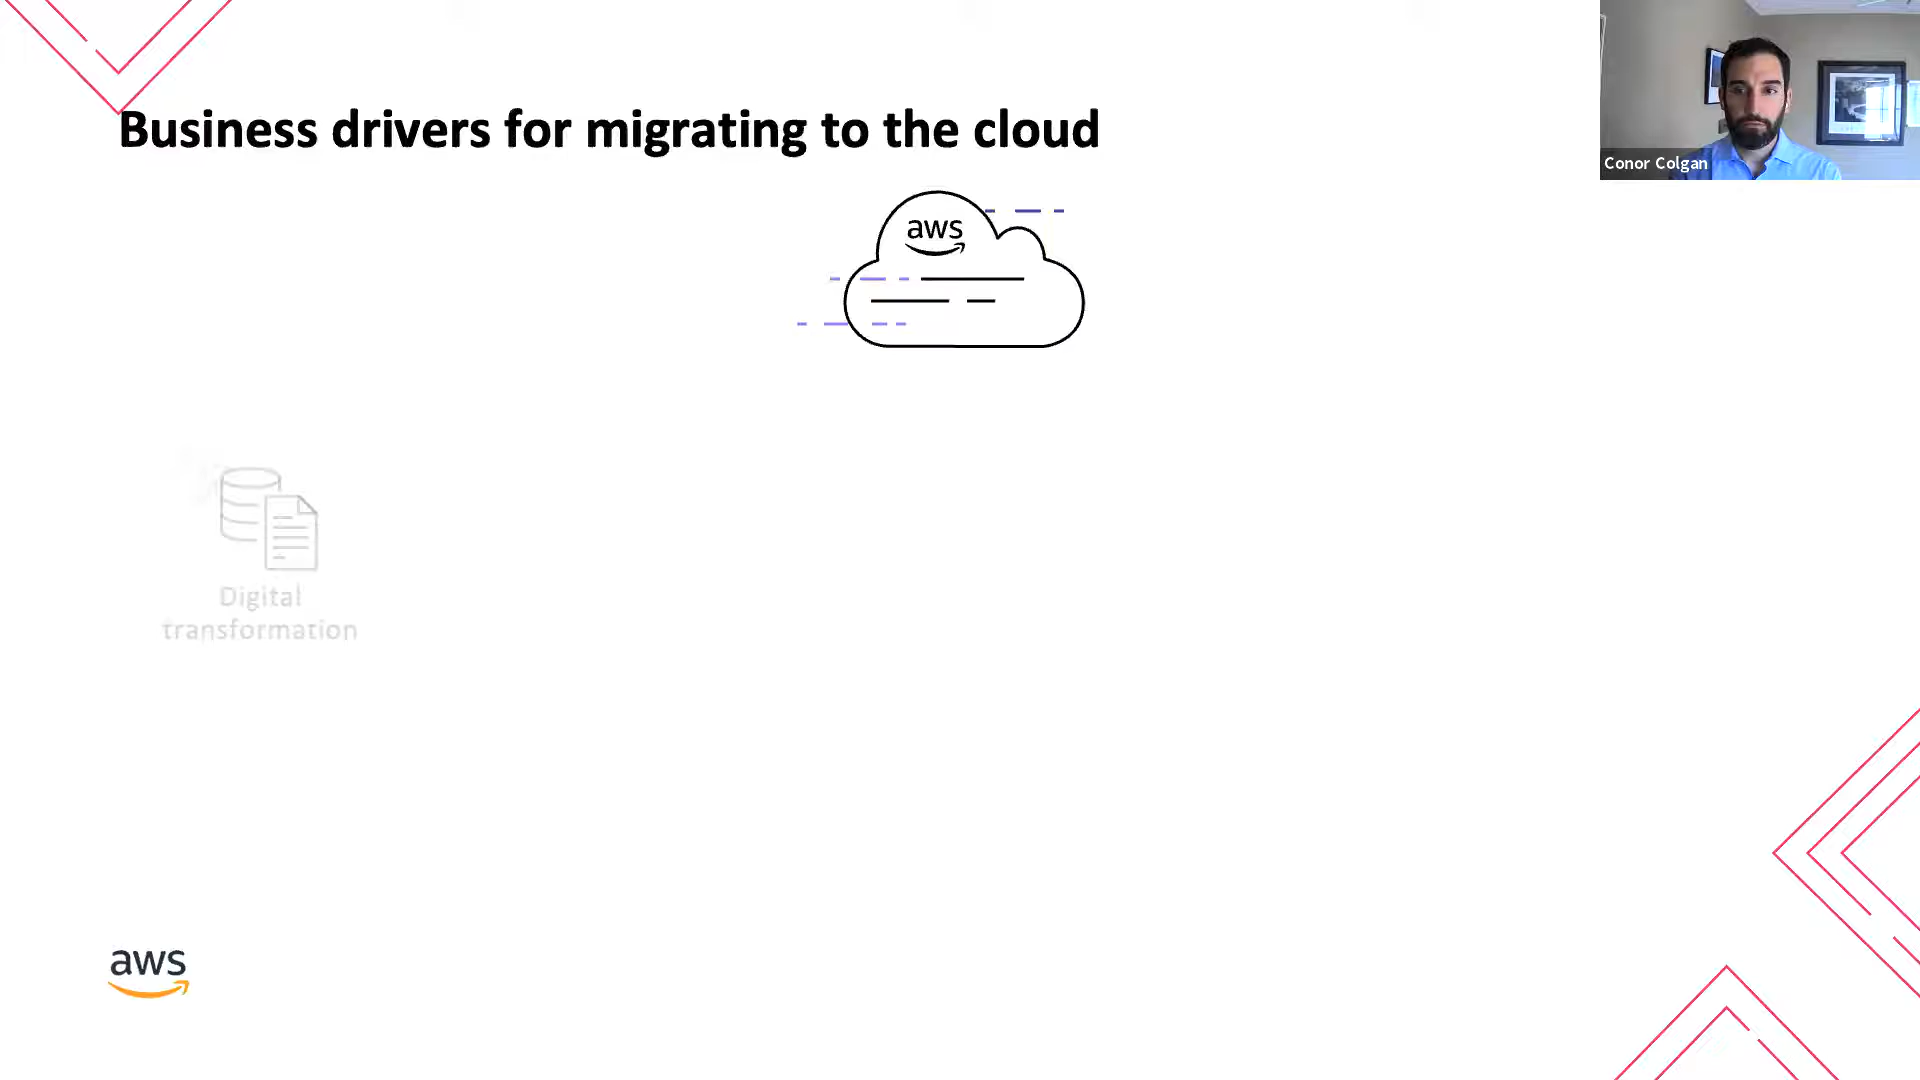 Business drivers for migrating to the cloud
Conor Colgan
aws
Digital
transformation
aws